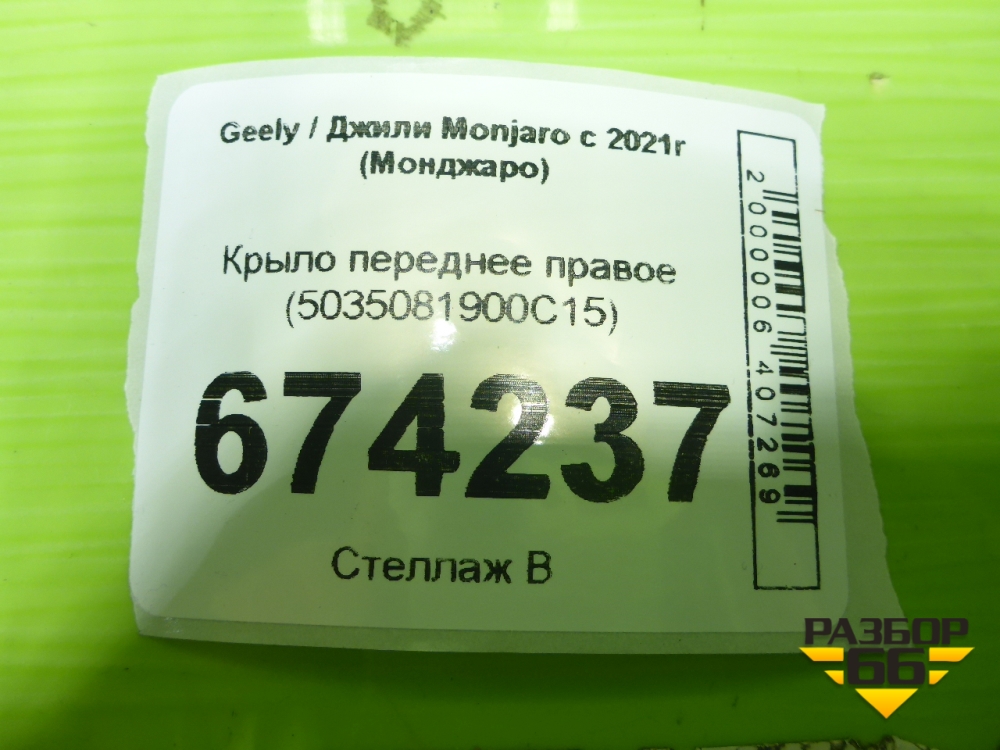 Geely / Джили Monjaro с 2021г
(Монджаро)
Крыло переднее правое
(5035081900C15)
674237
Стеллаж В
2000006407269
РАЗБОР
66